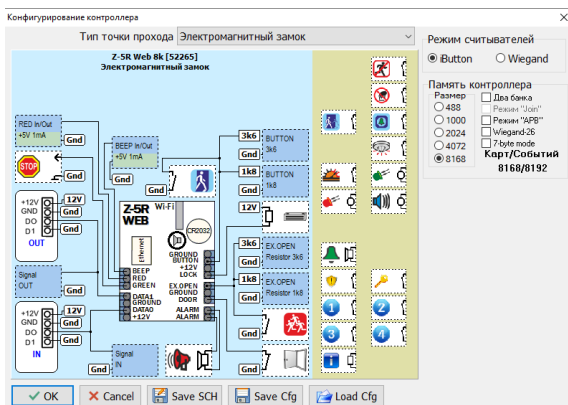 Конфигурирование контроллера
Тип точки прохода Электромагнитный замок
Z-5R Web 8k [52265]
Электромагнитный замок
RED In/Out
+5V 1mA
Gnd
BEEP In/Out
+5V 1mA
Gnd
STOP
Gnd
Gnd
3k6
BUTTON
3k6
Gnd
1k8
BUTTON
1k8
Gnd
+12V
GND
DO
D1
12V
Gnd
Gnd
OUT
Z-5R
WEB
Wi-Fi
CR2032
Ethernet
GROUND
BUTTON
+12V
LOCK
12V
3k6
EX.OPEN
Resistor 3k6
Gnd
1k8
EX.OPEN
Resistor 1k8
Gnd
BEEP
RED
GREEN
EX.OPEN
GROUND
DOOR
Signal
OUT
Gnd
DATA1
GROUND
DATA0
+12V
ALARM
ALARM
+12V
GND
DO
D1
12V
Gnd
Gnd
IN
Gnd
Signal
IN
Gnd
Gnd
1
2
3
4
Режим считывателей
iButton
Wiegand
Память контроллера
Размер
488
1000
2024
4072
8168
Два банка
Режим "Join"
Режим "APB"
Wiegand-26
7-byte mode
Карт/Событий
8168/8192
OK
Cancel
Save SCH
Save Cfg
Load Cfg